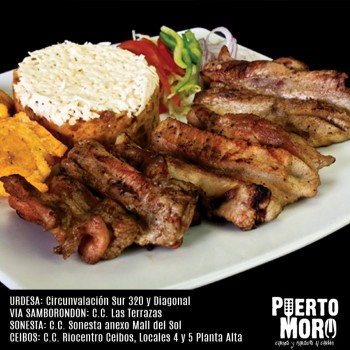 URDESA: Circunvalación Sur 320 y Diagonal
VIA SAMBORONDON: C.C. Las Terrazas
SONESTA: C.C. Sonesta anexo Mall del Sol
CEIBOS: C.C. Riocentro Ceibos, Locales 4 y 5 Planta Alta
PUERTO
MORO